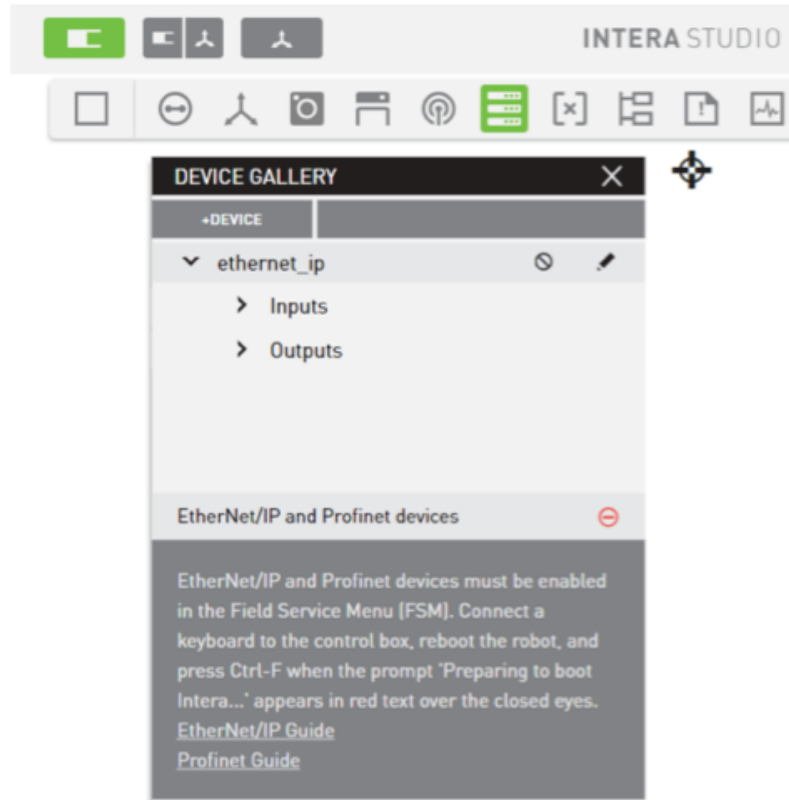 INTERA STUDIO
DEVICE GALLERY
+DEVICE
ethernet_ip
Inputs
Outputs
EtherNet/IP and Profinet devices
EtherNet/IP and Profinet devices must be enabled
in the Field Service Menu (FSM). Connect a
keyboard to the control box, reboot the robot, and
press Ctrl-F when the prompt 'Preparing to boot
Intera...' appears in red text over the closed eyes.
EtherNet/IP Guide
Profinet Guide